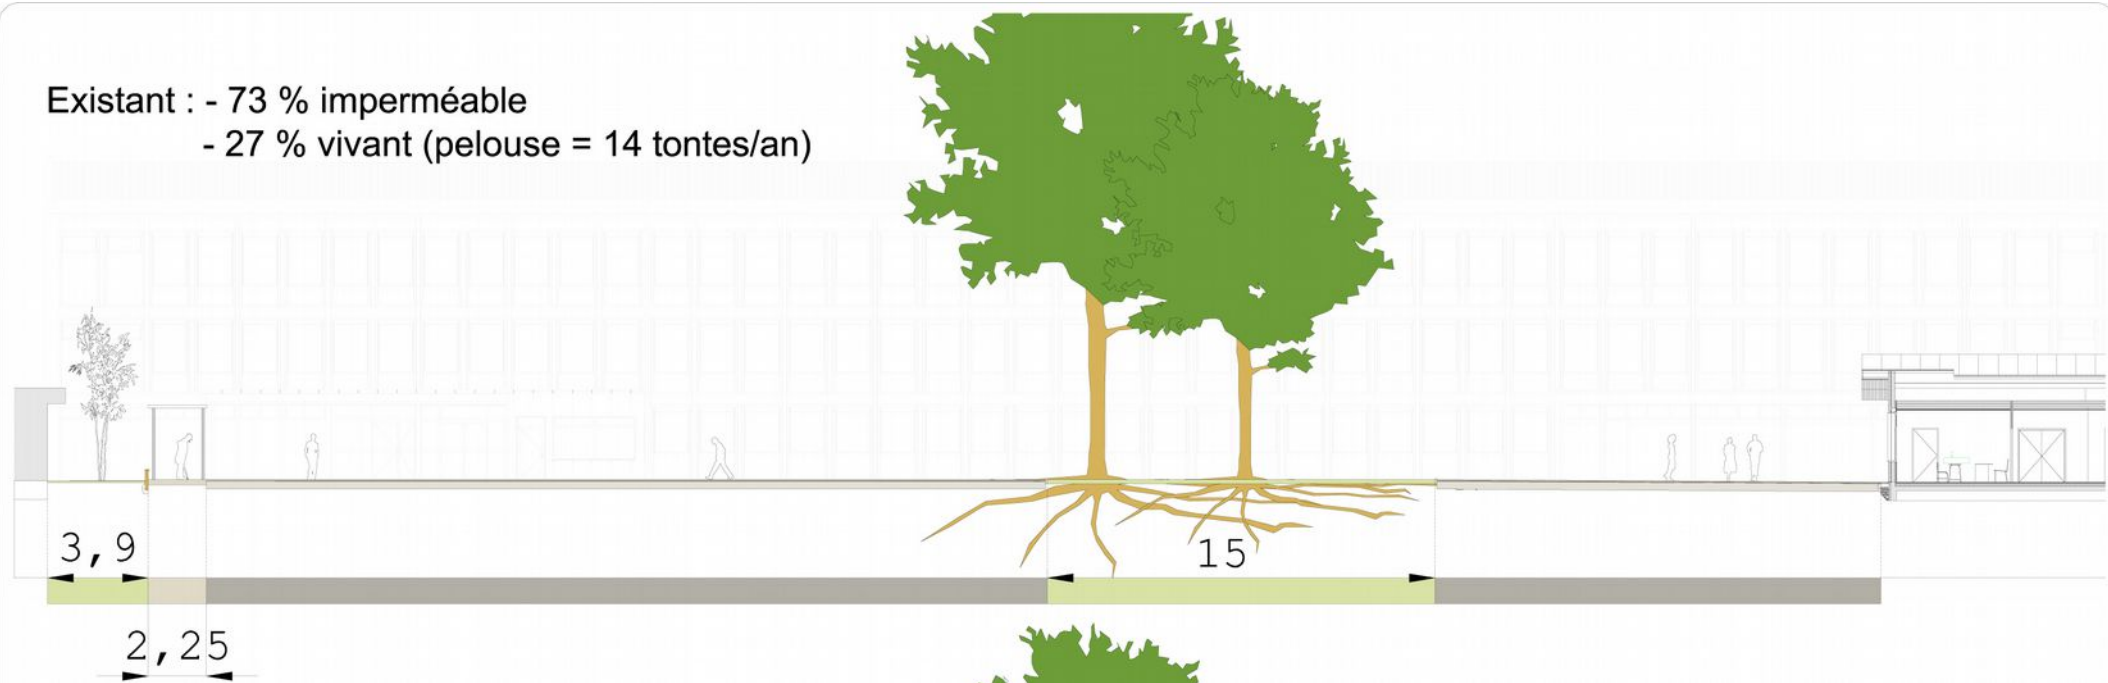 Existant : - 73 % imperméable
- 27 % vivant (pelouse = 14 tontes/an)
3,9
15
2,25